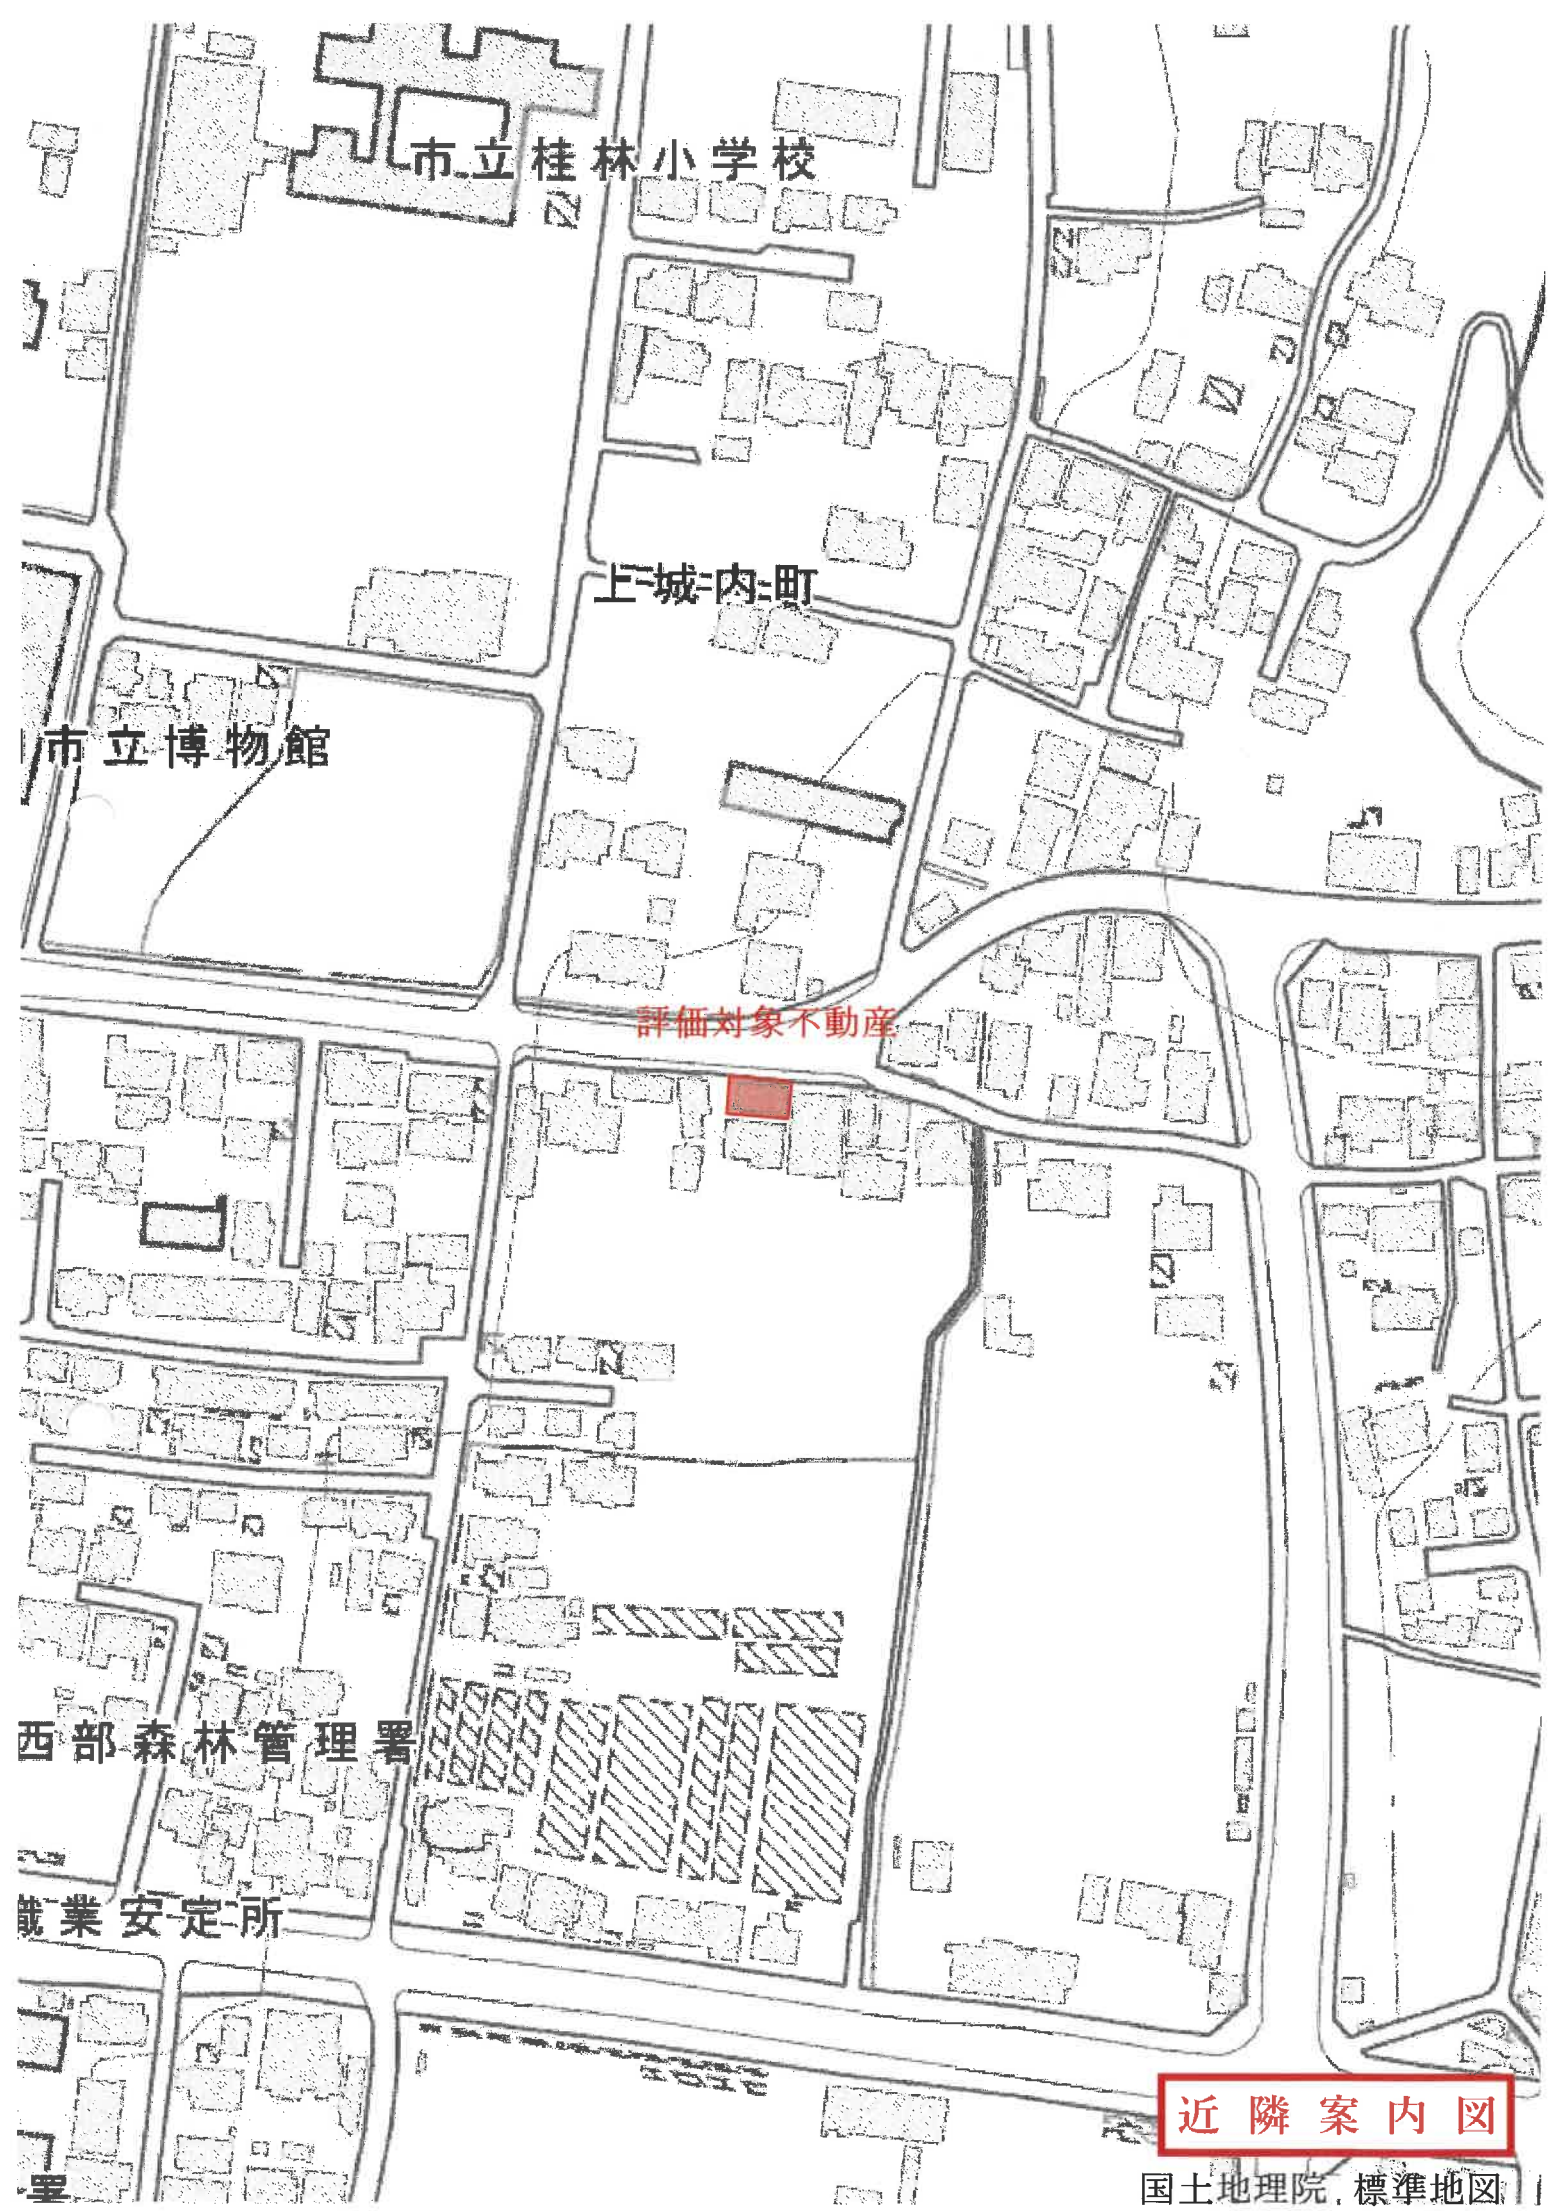 市立桂林小学校
上城内町
市立博物館
評価対象不動産
西部森林管理署
職業安定所
近隣案内図
国土地理院 標準地図
署